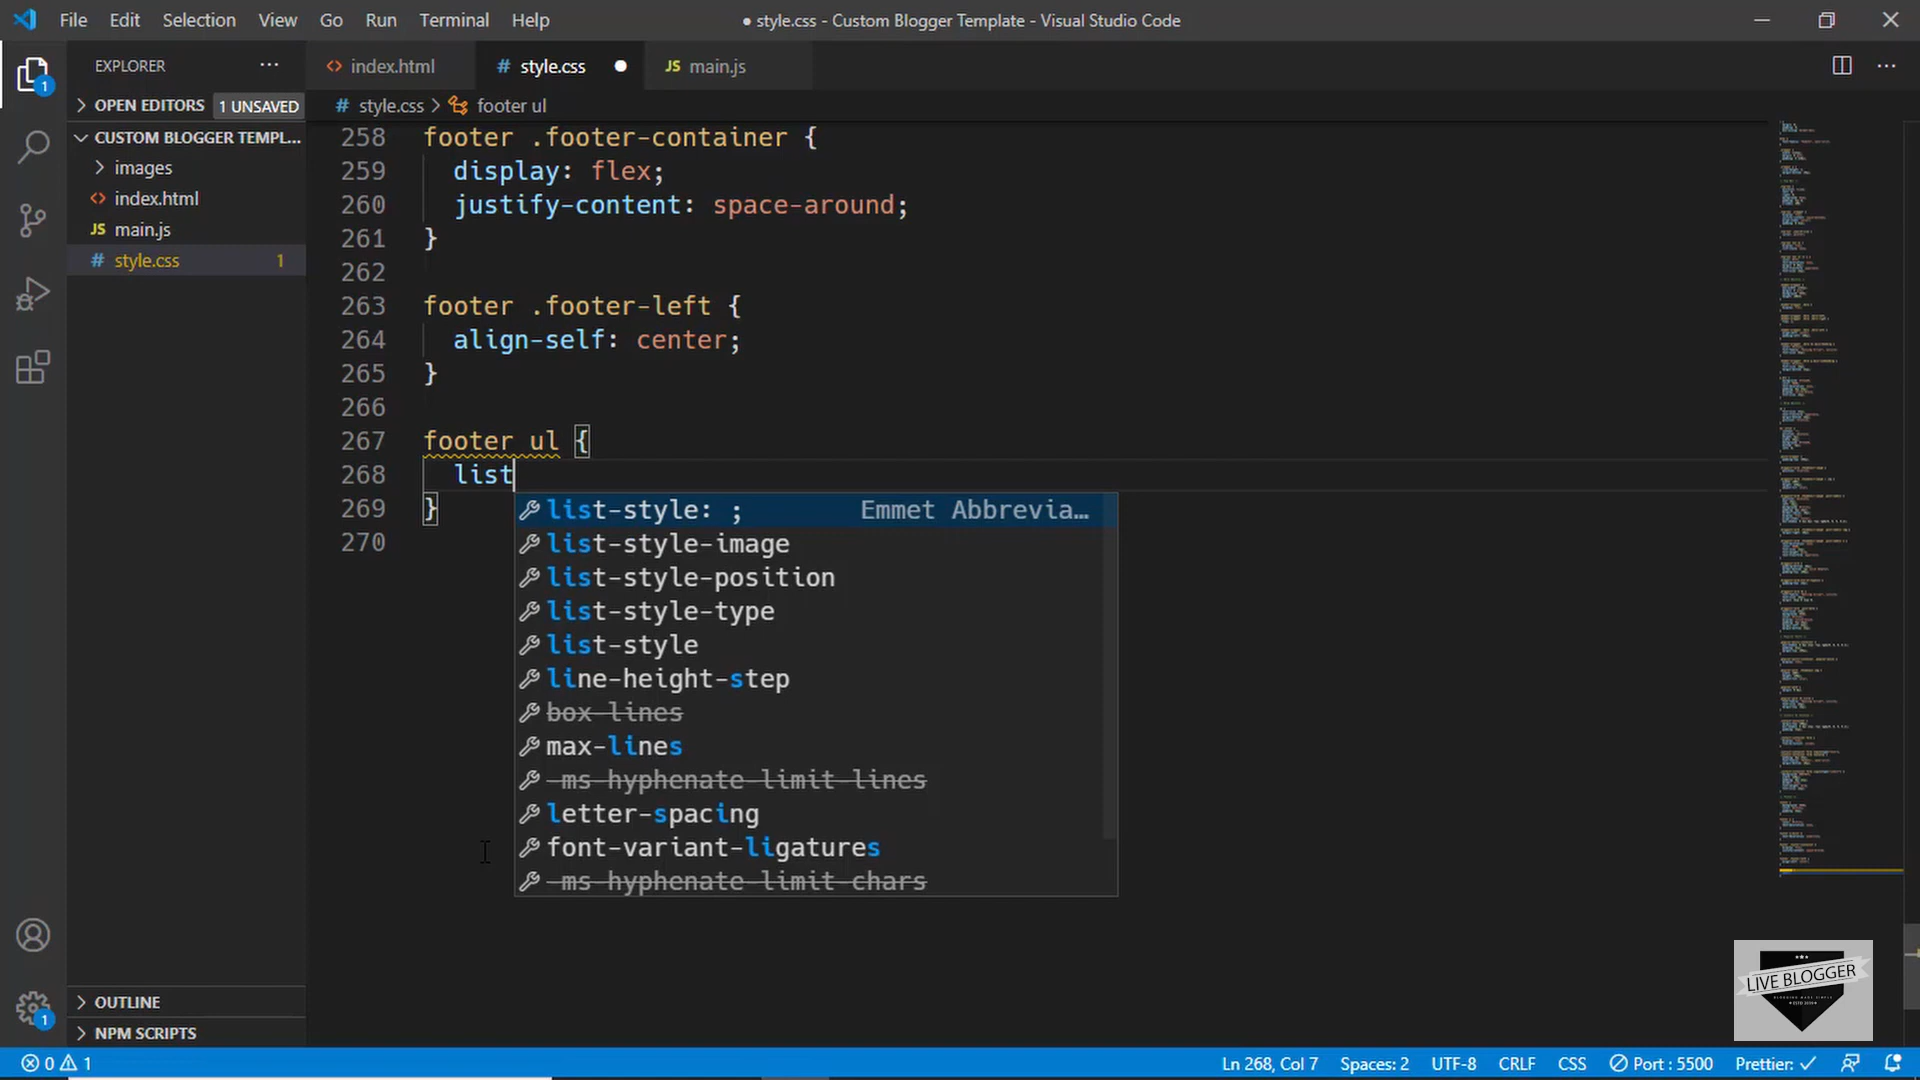 File Edit Selection View Go Run Terminal Help
● style.css - Custom Blogger Template - Visual Studio Code
EXPLORER
OPEN EDITORS 1 UNSAVED
CUSTOM BLOGGER TEMPL...
images
index.html
JS main.js
# style.css 1
OUTLINE
NPM SCRIPTS
index.html
# style.css
JS main.js
# style.css > footer ul
258 footer .footer-container {
259 display: flex;
260 justify-content: space-around;
261 }
262
263 footer .footer-left {
264 align-self: center;
265 }
266
267 footer ul {
268 list
269 }
270
list-style: ; Emmet Abbrevia…
list-style-image
list-style-position
list-style-type
list-style
line-height-step
box-lines
max-lines
-ms-hyphenate-limit-lines
letter-spacing
font-variant-ligatures
-ms-hyphenate-limit-chars
LIVE BLOGGER
1
1
0 1
Ln 268, Col 7 Spaces: 2 UTF-8 CRLF CSS Port : 5500 Prettier: ✓